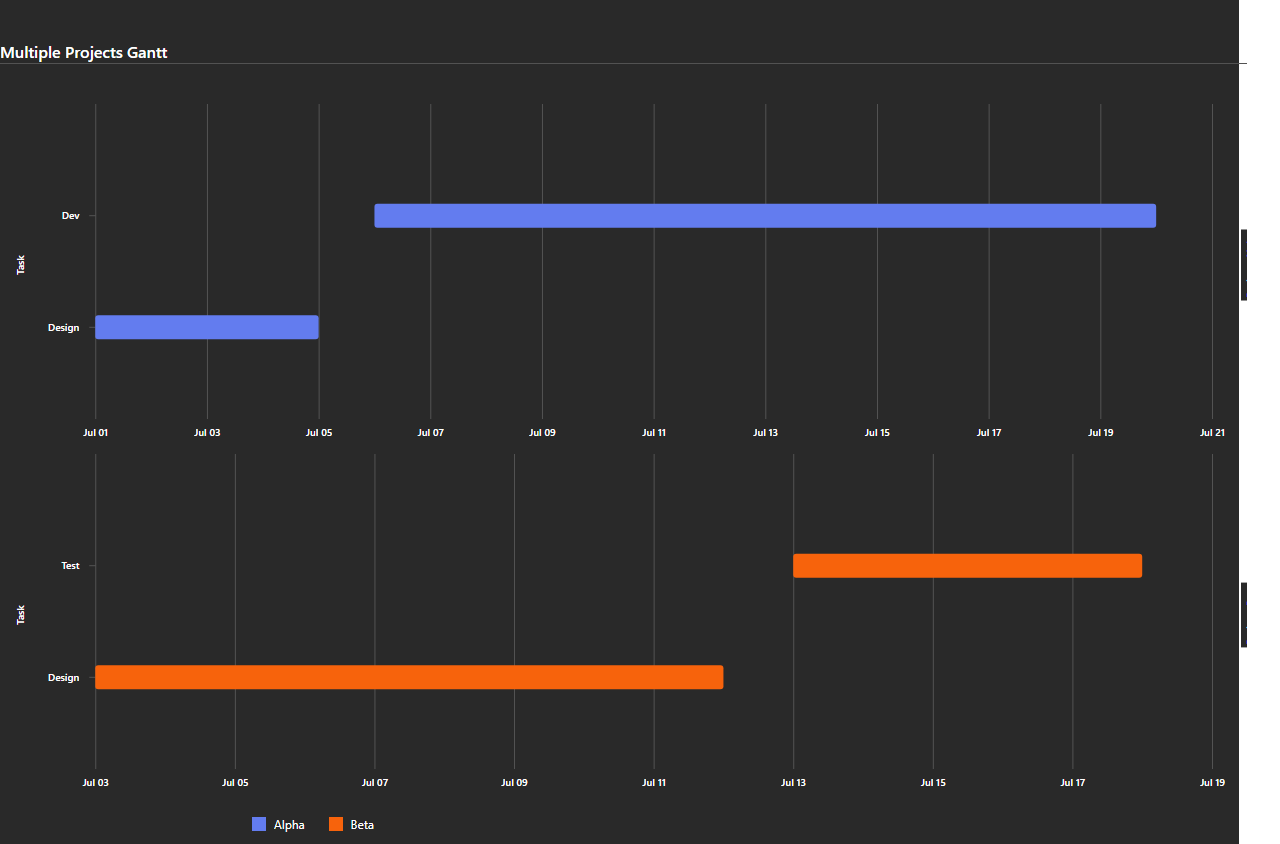 Multiple Projects Gantt
Dev
Task
Design
Jul 01 Jul 03 Jul 05 Jul 07 Jul 09 Jul 11 Jul 13 Jul 15 Jul 17 Jul 19 Jul 21
Test
Task
Design
Jul 03 Jul 05 Jul 07 Jul 09 Jul 11 Jul 13 Jul 15 Jul 17 Jul 19
Alpha Beta